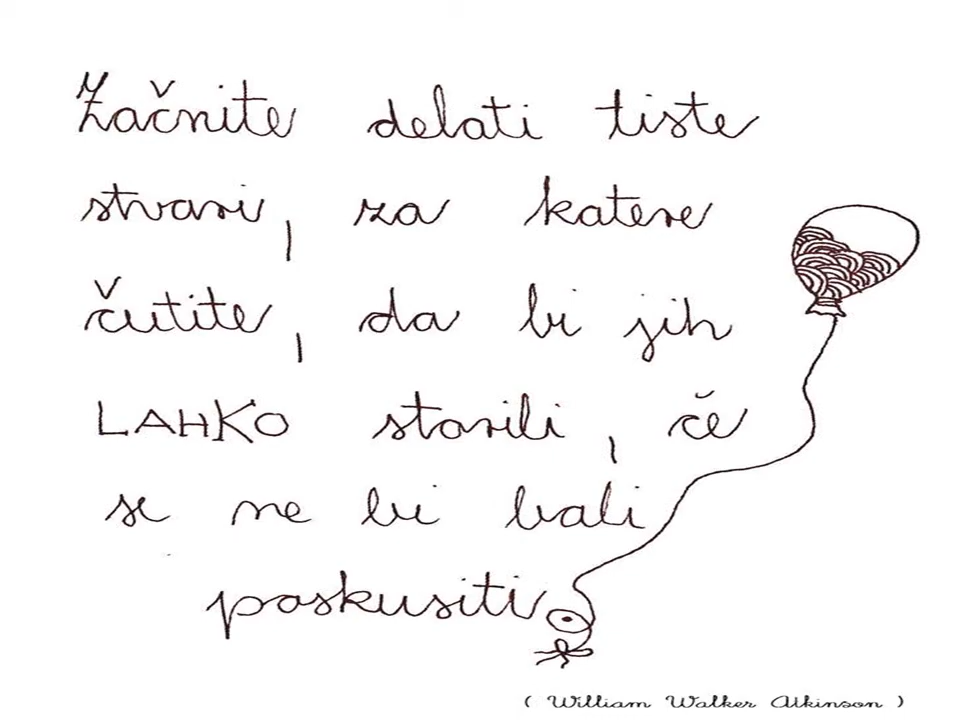 Začnite delati tiste
stvari, za katere
čutite, da bi jih
LAHKO storili, če
se ne bi bali
poskusiti.
( William Walker Atkinson )